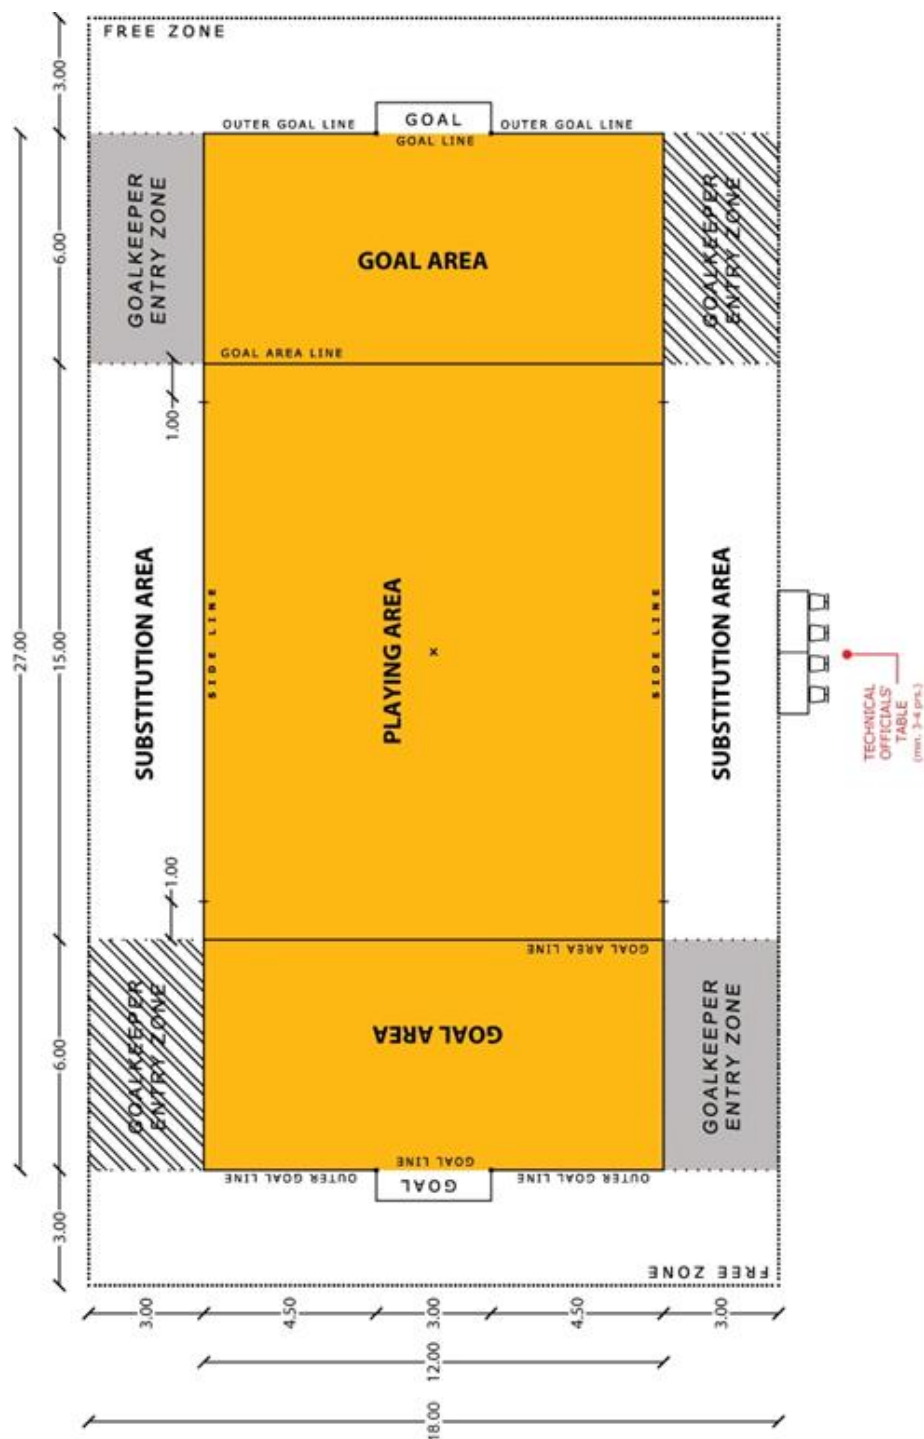 FREE ZONE
3.00
GOAL
OUTER GOAL LINE
OUTER GOAL LINE
GOAL LINE
GOALKEEPER
ENTRY ZONE
GOALKEEPER
ENTRY ZONE
6.00
GOAL AREA
GOAL AREA LINE
1.00
27.00
15.00
SUBSTITUTION AREA
SIDE LINE
PLAYING AREA
x
SIDE LINE
SUBSTITUTION AREA
TECHNICAL
OFFICIALS'
TABLE
(min. 3-4 prs.)
1.00
GOAL AREA LINE
GOALKEEPER
ENTRY ZONE
6.00
GOAL AREA
GOALKEEPER
ENTRY ZONE
GOAL LINE
OUTER GOAL LINE
GOAL
OUTER GOAL LINE
3.00
FREE ZONE
3.00
4.50
3.00
4.50
3.00
12.00
18.00